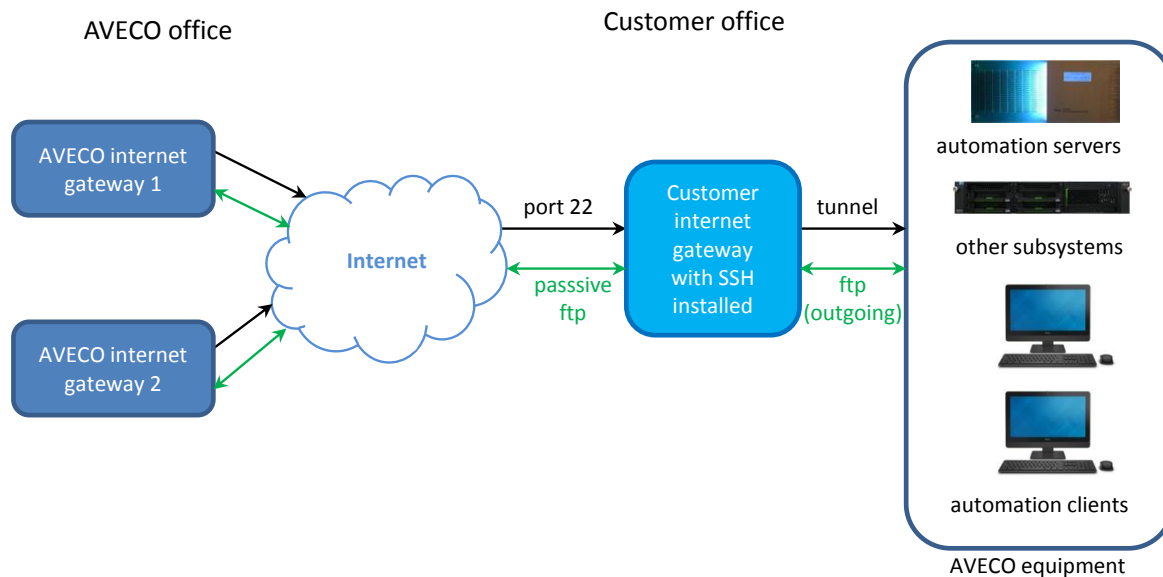 AVECO office
Customer office
AVECO internet
gateway 1
AVECO internet
gateway 2
Internet
port 22
passsive
ftp
Customer
internet
gateway
with SSH
installed
tunnel
ftp
(outgoing)
automation servers
other subsystems
automation clients
AVECO equipment